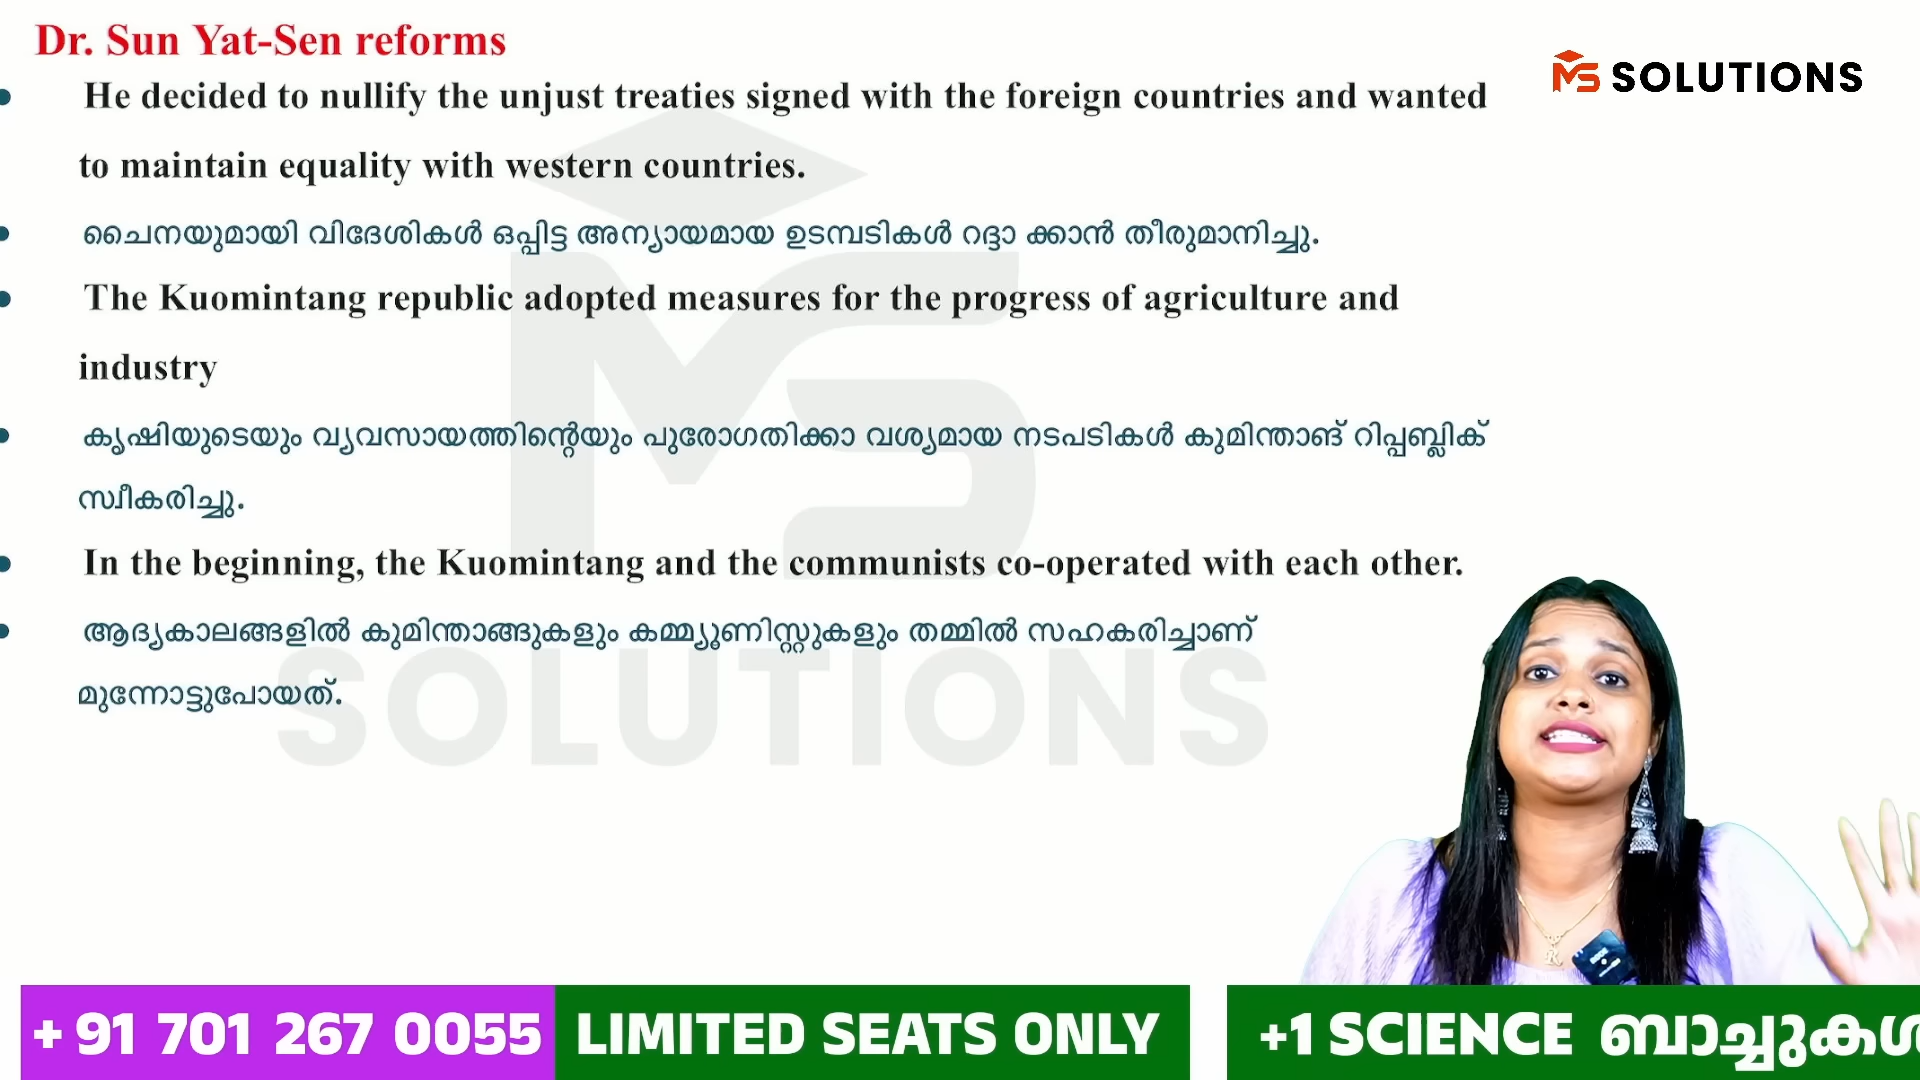 Dr. Sun Yat-Sen reforms
SOLUTIONS
He decided to nullify the unjust treaties signed with the foreign countries and wanted
to maintain equality with western countries.
ചൈനയുമായി വിദേശികൾ ഒപ്പിട്ട അന്യായമായ ഉടമ്പടികൾ റദ്ദാ ക്കാൻ തീരുമാനിച്ചു.
The Kuomintang republic adopted measures for the progress of agriculture and
industry
കൃഷിയുടെയും വ്യവസായത്തിന്റെയും പുരോഗതിക്കാ വശ്യമായ നടപടികൾ കുമിന്താങ് റിപ്പബ്ലിക്
സ്വീകരിച്ചു.
In the beginning, the Kuomintang and the communists co-operated with each other.
ആദ്യകാലങ്ങളിൽ കുമിന്താങ്ങുകളും കമ്മ്യൂണിസ്റ്റുകളും തമ്മിൽ സഹകരിച്ചാണ്
മുന്നോട്ടുപോയത്.
SOLUTIONS
+ 91 701 267 0055 LIMITED SEATS ONLY +1 SCIENCE ബാച്ചുകൾ